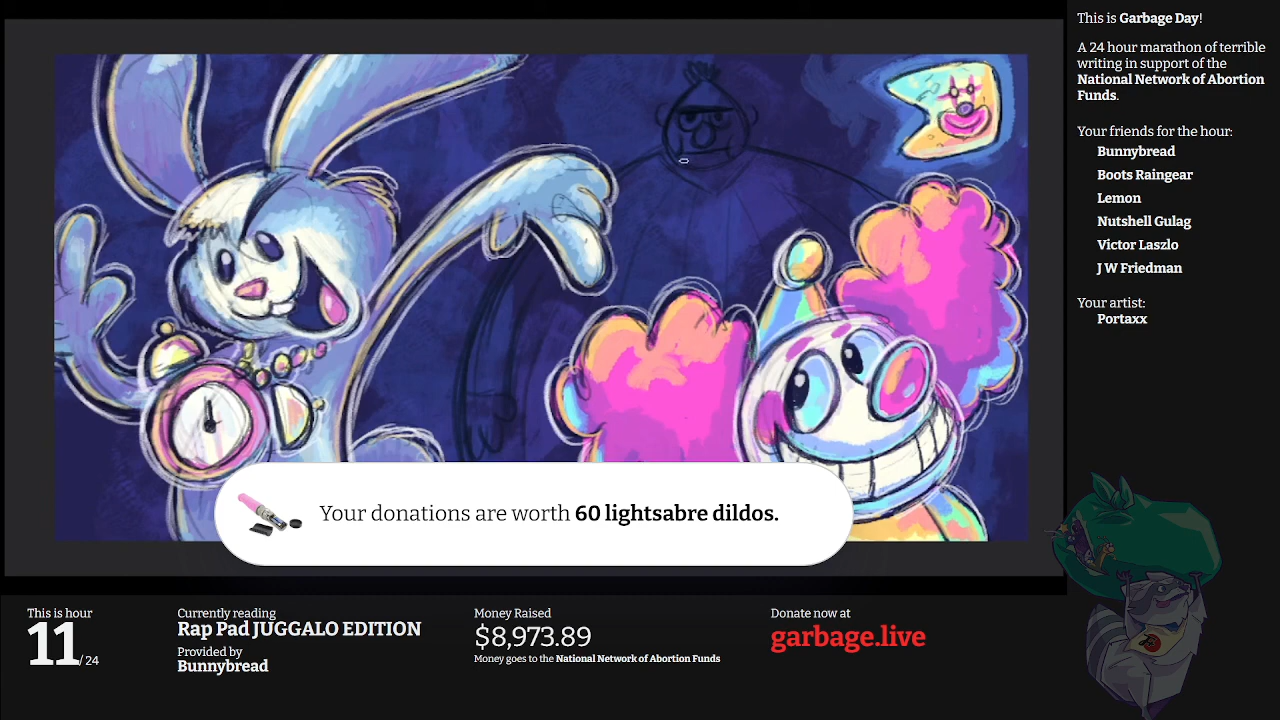 This is Garbage Day!
A 24 hour marathon of terrible
writing in support of the
National Network of Abortion
Funds.
Your friends for the hour:
Bunnybread
Boots Raingear
Lemon
Nutshell Gulag
Victor Laszlo
J W Friedman
Your artist:
Portaxx
Your donations are worth 60 lightsabre dildos.
This is hour
11/24
Currently reading
Rap Pad JUGGALO EDITION
Provided by
Bunnybread
Money Raised
$8,973.89
Money goes to the National Network of Abortion Funds
Donate now at
garbage.live